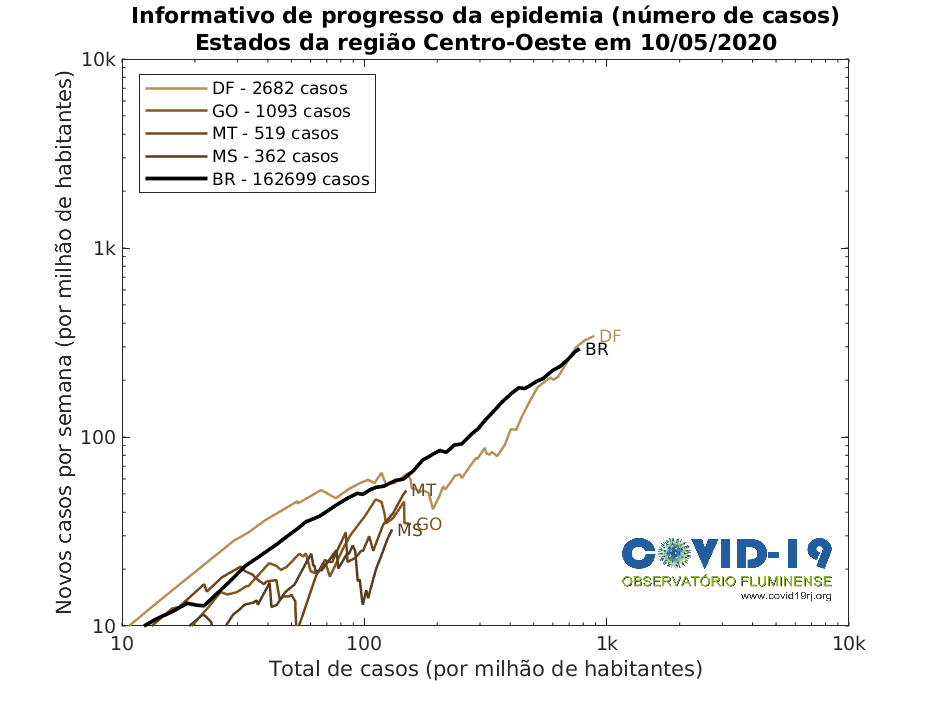 Informativo de progresso da epidemia (número de casos)
Estados da região Centro-Oeste em 10/05/2020
Novos casos por semana (por milhão de habitantes)
10k
1k
100
10
DF - 2682 casos
GO - 1093 casos
MT - 519 casos
MS - 362 casos
BR - 162699 casos
DF
BR
MT
GO
MS
COVID-19
OBSERVATÓRIO FLUMINENSE
www.covid19rj.org
10
100
1k
10k
Total de casos (por milhão de habitantes)